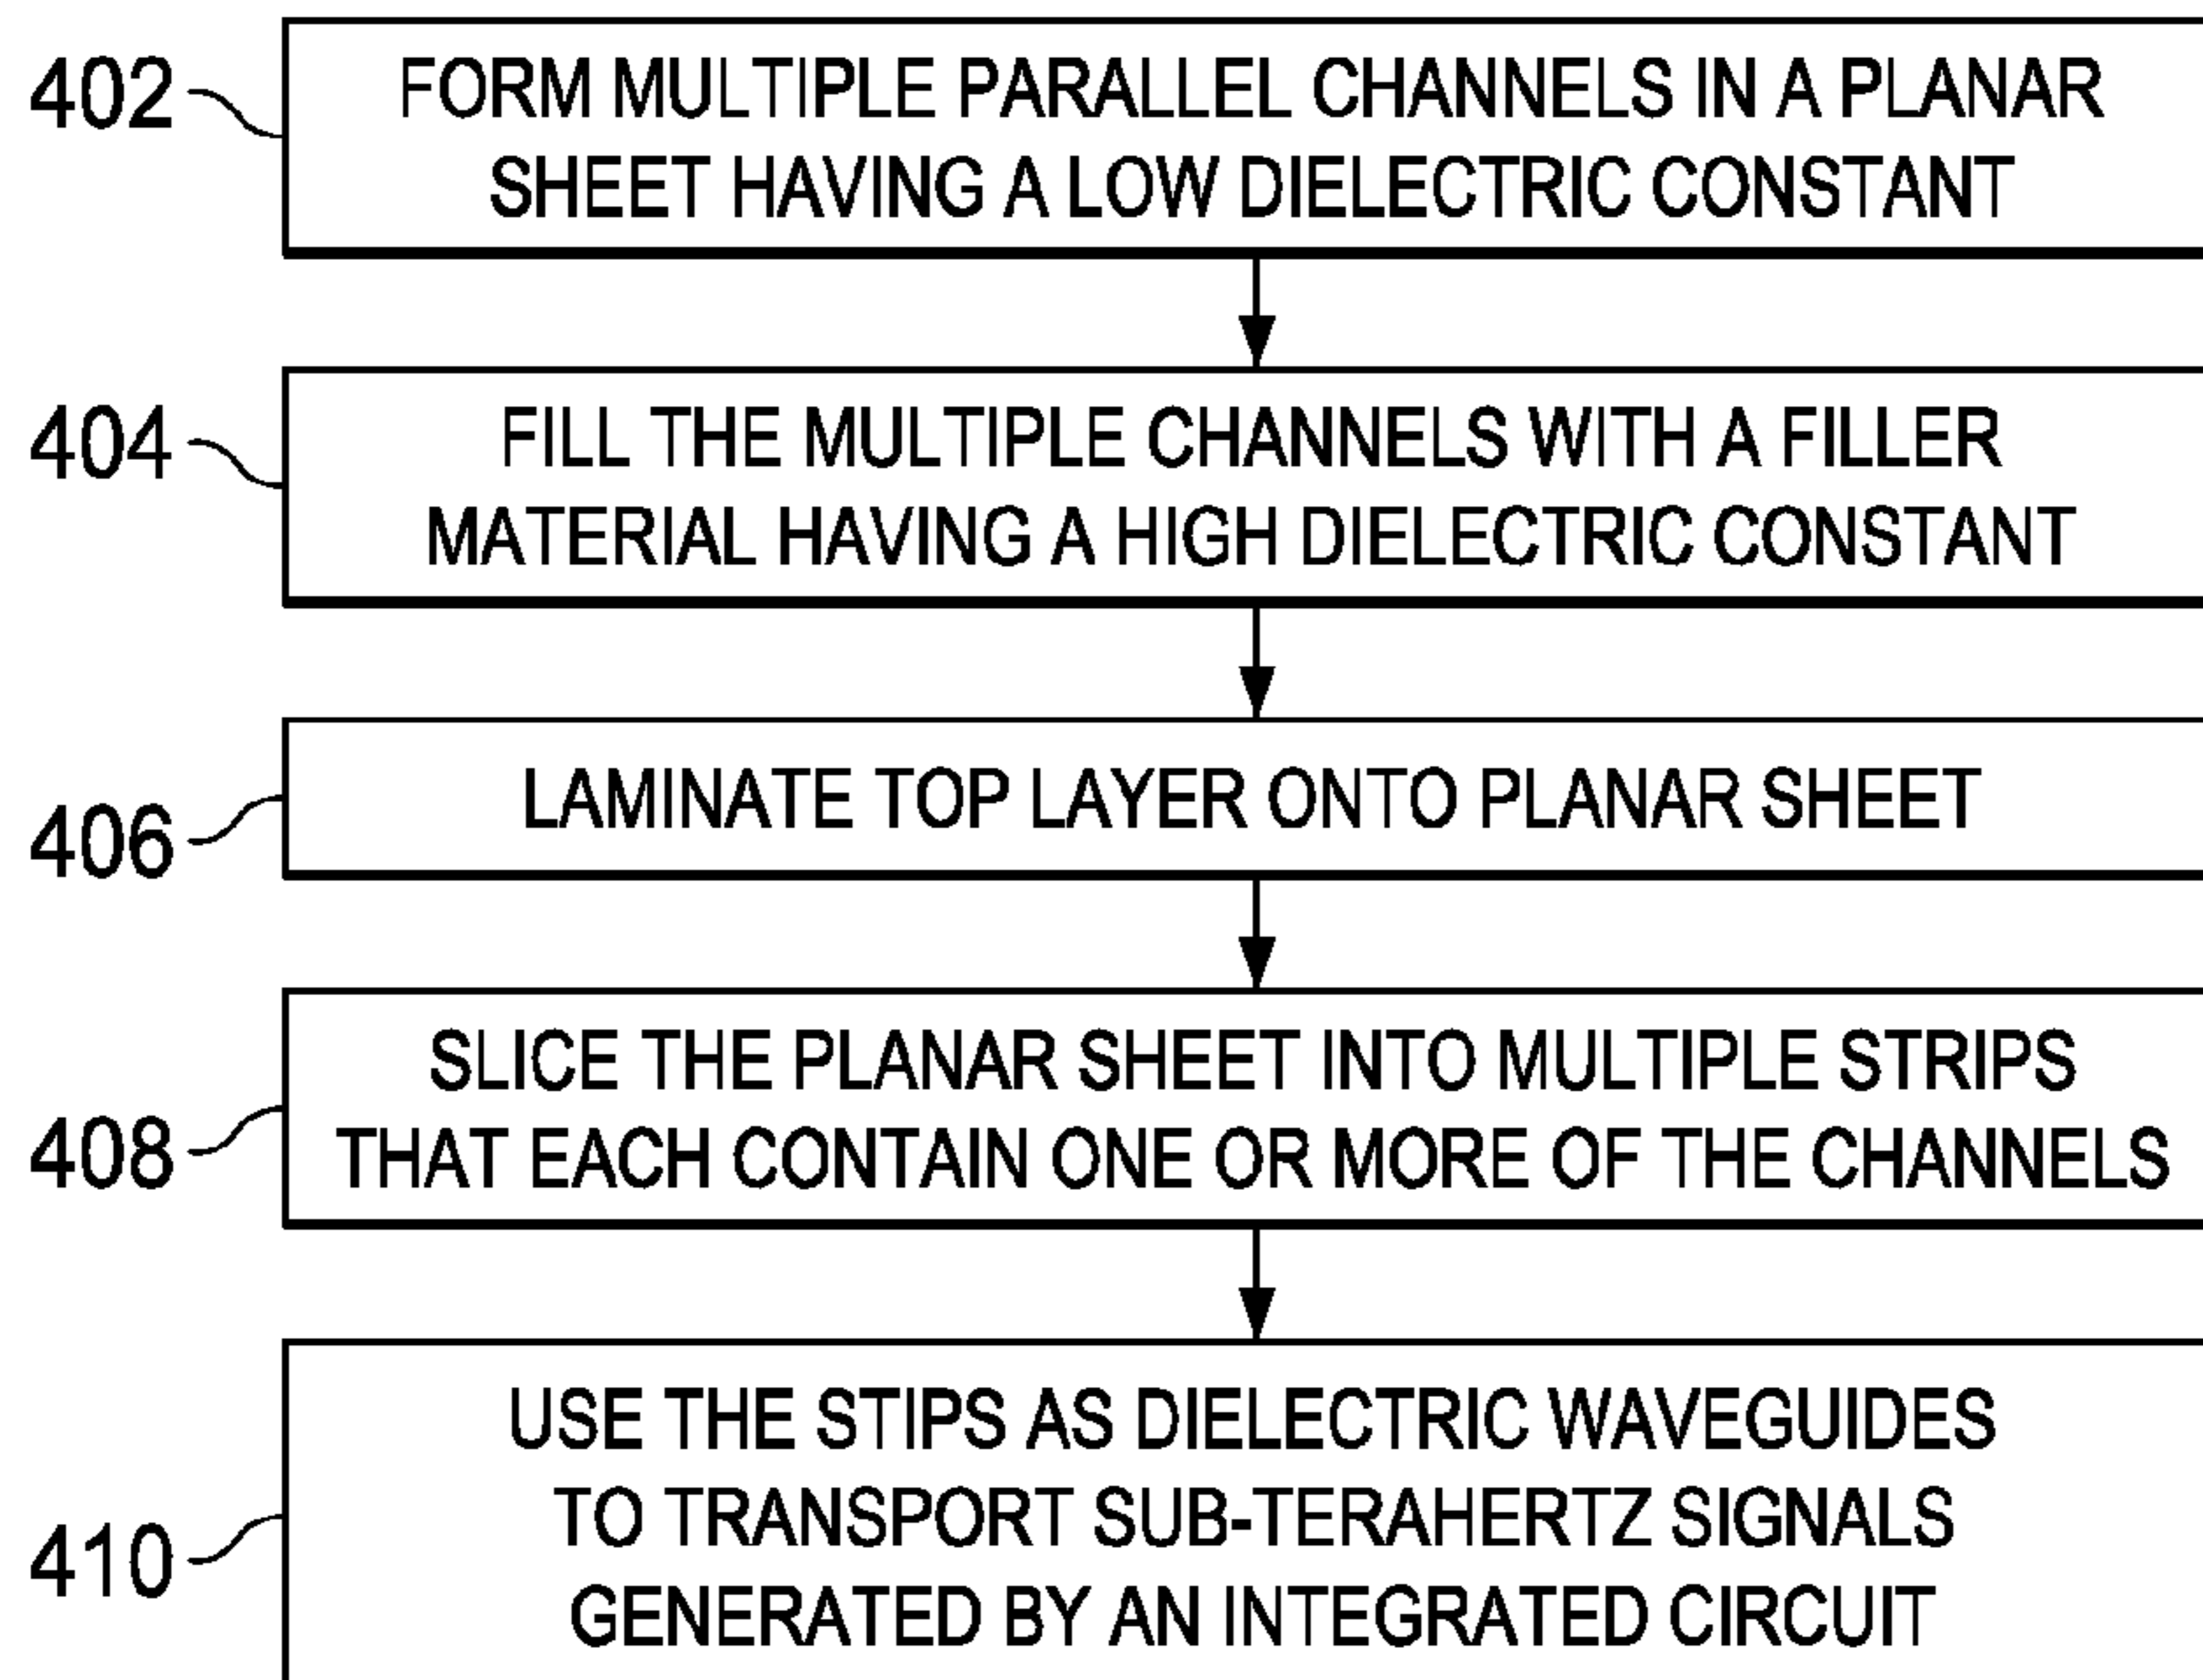 402
FORM MULTIPLE PARALLEL CHANNELS IN A PLANAR
SHEET HAVING A LOW DIELECTRIC CONSTANT
404
FILL THE MULTIPLE CHANNELS WITH A FILLER
MATERIAL HAVING A HIGH DIELECTRIC CONSTANT
406
LAMINATE TOP LAYER ONTO PLANAR SHEET
408
SLICE THE PLANAR SHEET INTO MULTIPLE STRIPS
THAT EACH CONTAIN ONE OR MORE OF THE CHANNELS
410
USE THE STIPS AS DIELECTRIC WAVEGUIDES
TO TRANSPORT SUB-TERAHERTZ SIGNALS
GENERATED BY AN INTEGRATED CIRCUIT